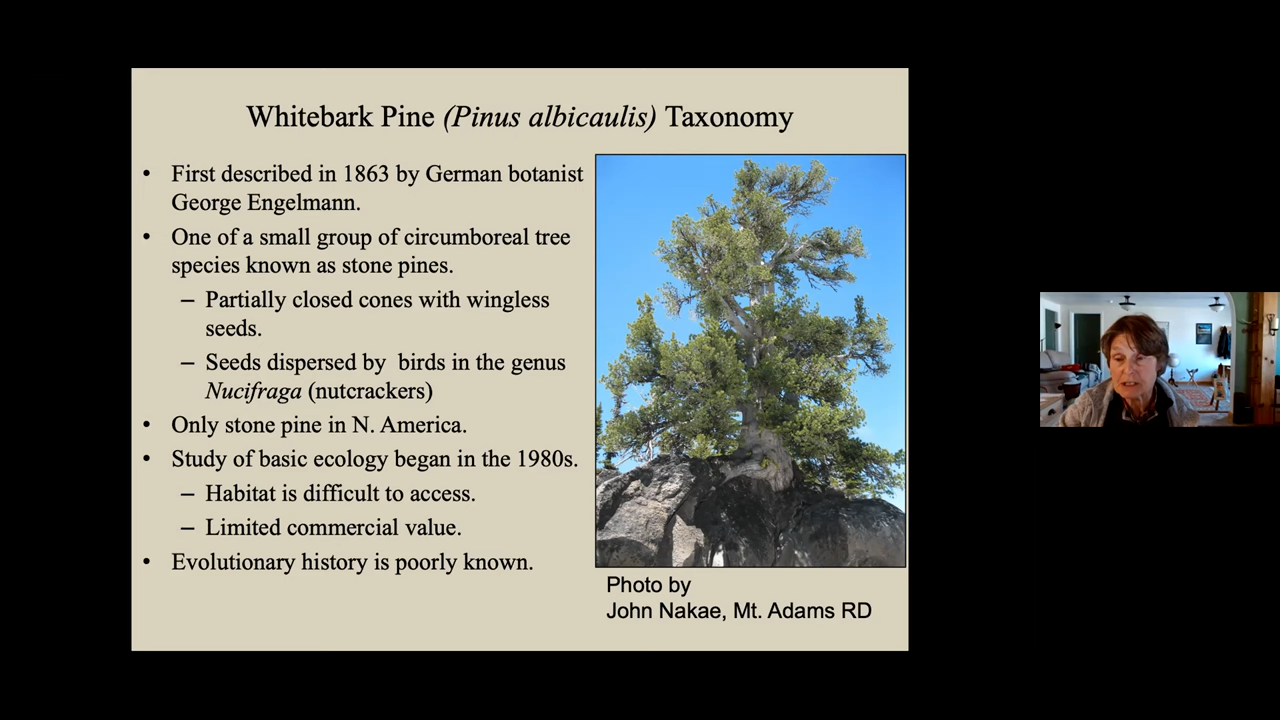 Whitebark Pine (Pinus albicaulis) Taxonomy
• First described in 1863 by German botanist
George Engelmann.
• One of a small group of circumboreal tree
species known as stone pines.
– Partially closed cones with wingless
seeds.
– Seeds dispersed by  birds in the genus
Nucifraga (nutcrackers)
• Only stone pine in N. America.
• Study of basic ecology began in the 1980s.
– Habitat is difficult to access.
– Limited commercial value.
• Evolutionary history is poorly known.
Photo by
John Nakae, Mt. Adams RD